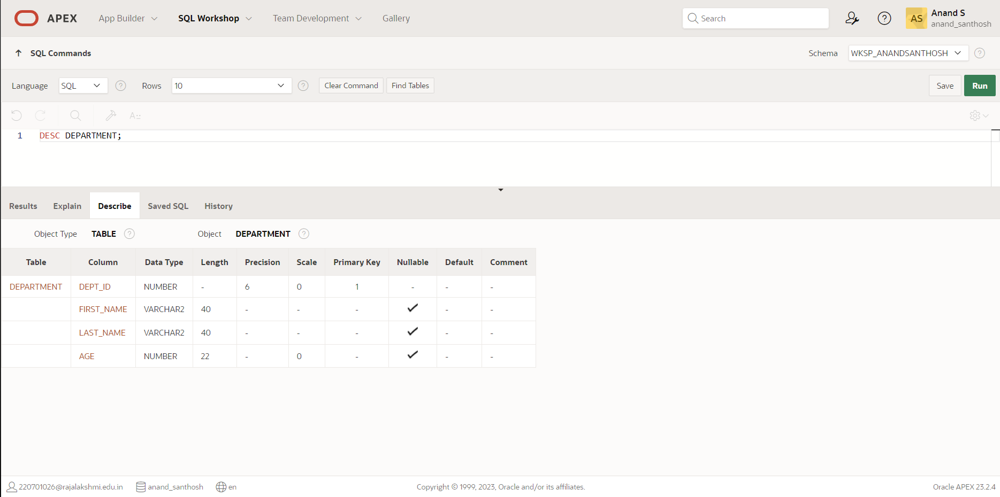 APEX App Builder SQL Workshop Team Development Gallery Search AS Anand S
anand_santhosh
SQL Commands Schema WKSP_ANANDSANTHOSH ?
Language SQL ? Rows 10 ? Clear Command Find Tables Save Run
A::
1 DESC DEPARTMENT;
Results Explain Describe Saved SQL History
Object Type TABLE ? Object DEPARTMENT ?
Table Column Data Type Length Precision Scale Primary Key Nullable Default Comment
DEPARTMENT DEPT_ID NUMBER - 6 0 1 - - -
FIRST_NAME VARCHAR2 40 - - - ✓ - -
LAST_NAME VARCHAR2 40 - - - ✓ - -
AGE NUMBER 22 - 0 - ✓ - -
220701026@rajalakshmi.edu.in anand_santhosh en Copyright © 1999, 2023, Oracle and/or its affiliates. Oracle APEX 23.2.4